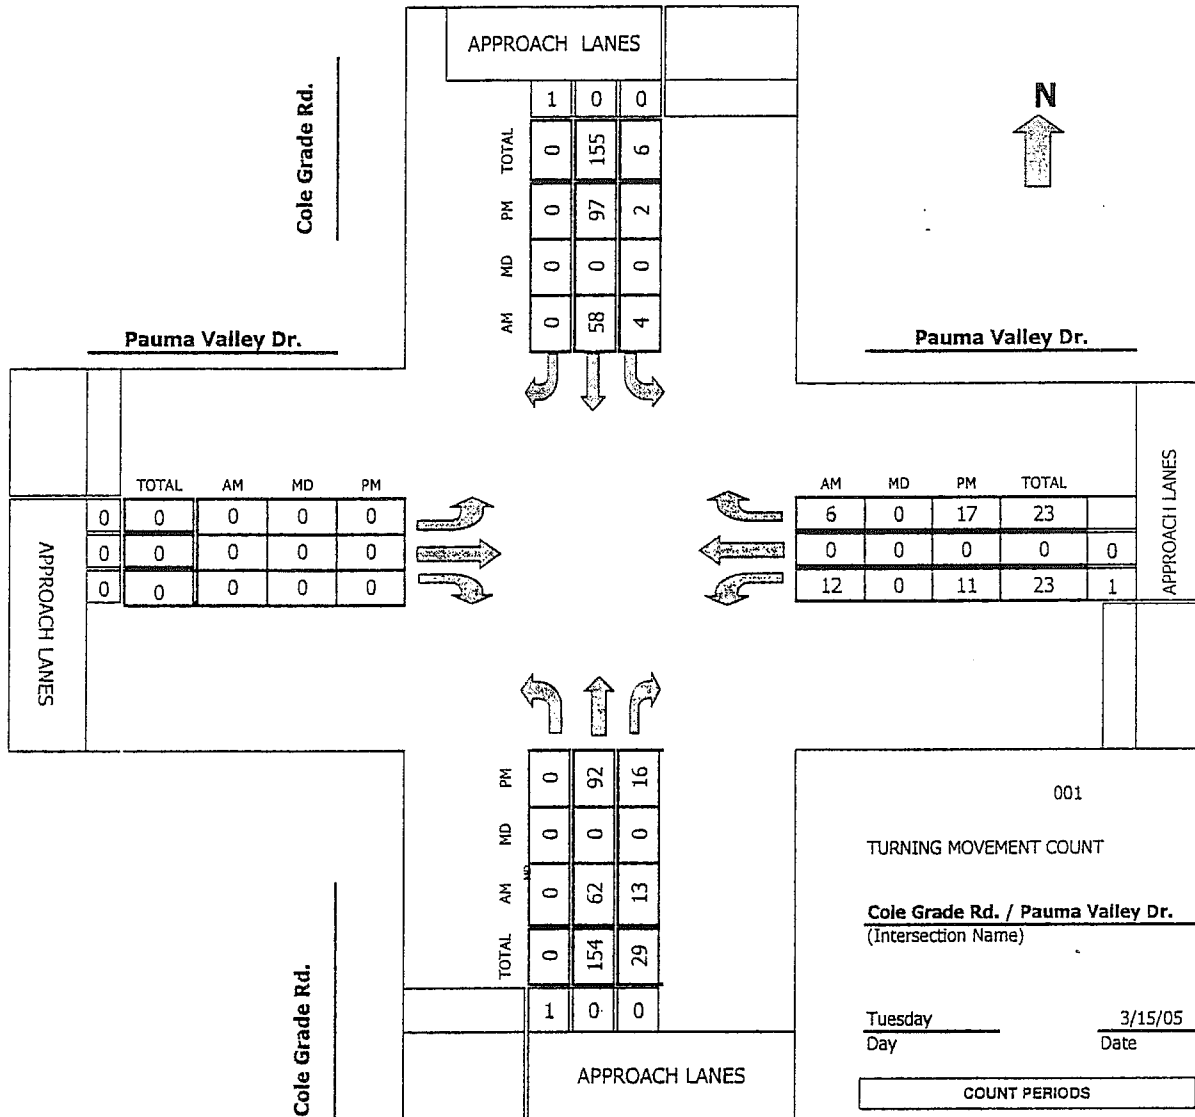 APPROACH LANES
1 0 0
TOTAL 0 155 6
PM 0 97 2
MD 0 0 0
AM 0 58 4
Cole Grade Rd.
N
Pauma Valley Dr.
Pauma Valley Dr.
TOTAL AM MD PM
0 0 0 0 0
0 0 0 0 0
0 0 0 0 0
APPROACH LANES
AM MD PM TOTAL
6 0 17 23
0 0 0 0 0
12 0 11 23 1
APPROACH LANES
PM 0 92 16
MD 0 0 0
MD
AM 0 62 13
TOTAL 0 154 29
1 0 0
APPROACH LANES
Cole Grade Rd.
001
TURNING MOVEMENT COUNT
Cole Grade Rd. / Pauma Valley Dr.
(Intersection Name)
Tuesday 3/15/05
Day Date
COUNT PERIODS